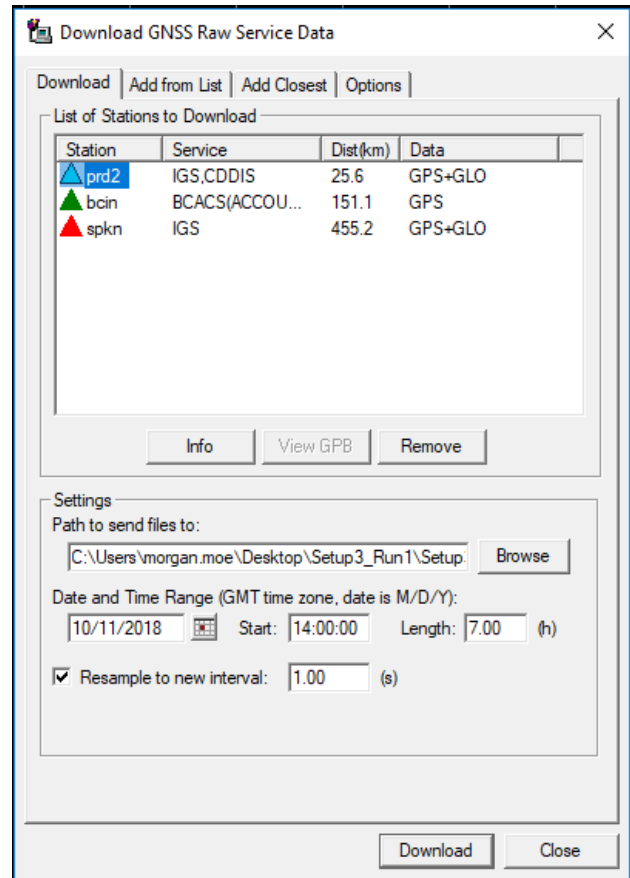 Download GNSS Raw Service Data
Download Add from List Add Closest Options
List of Stations to Download
Station Service Dist(km) Data
prd2 IGS,CDDIS 25.6 GPS+GLO
bcin BCACS(ACCOU... 151.1 GPS
spkn IGS 455.2 GPS+GLO
Info View GPB Remove
Settings
Path to send files to:
C:\Users\morgan.moe\Desktop\Setup3_Run1\Setup: Browse
Date and Time Range (GMT time zone, date is M/D/Y):
10/11/2018 Start: 14:00:00 Length: 7.00 (h)
Resample to new interval: 1.00 (s)
Download Close